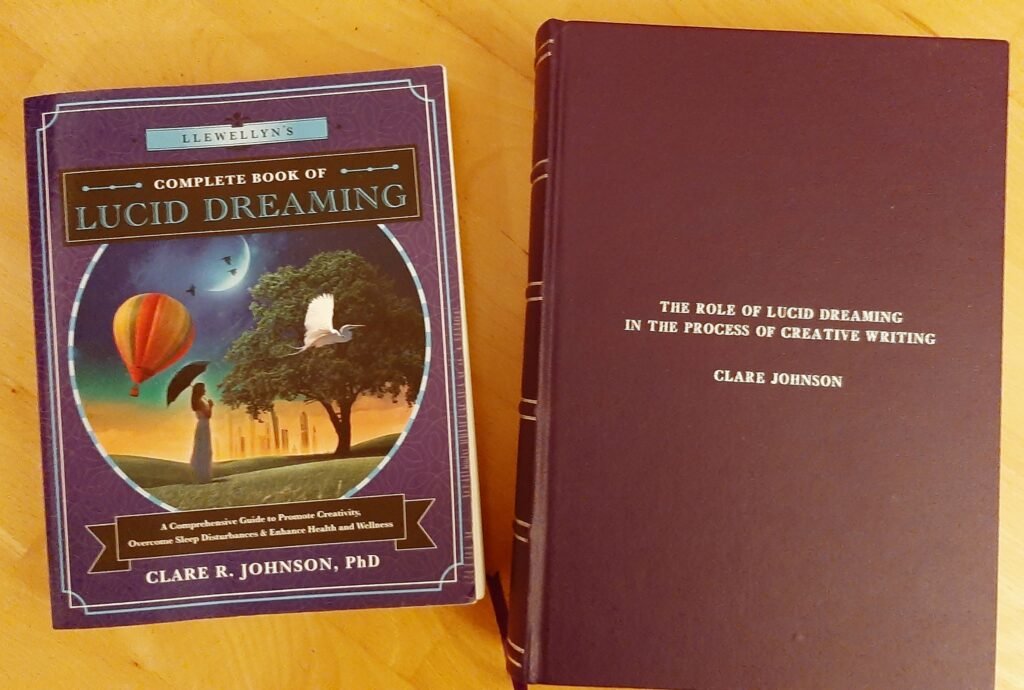 LLEWELLYN'S
COMPLETE BOOK OF
LUCID DREAMING
A Comprehensive Guide to Promote Creativity,
Overcome Sleep Disturbances & Enhance Health and Wellness
CLARE R. JOHNSON, PhD
THE ROLE OF LUCID DREAMING
IN THE PROCESS OF CREATIVE WRITING
CLARE JOHNSON